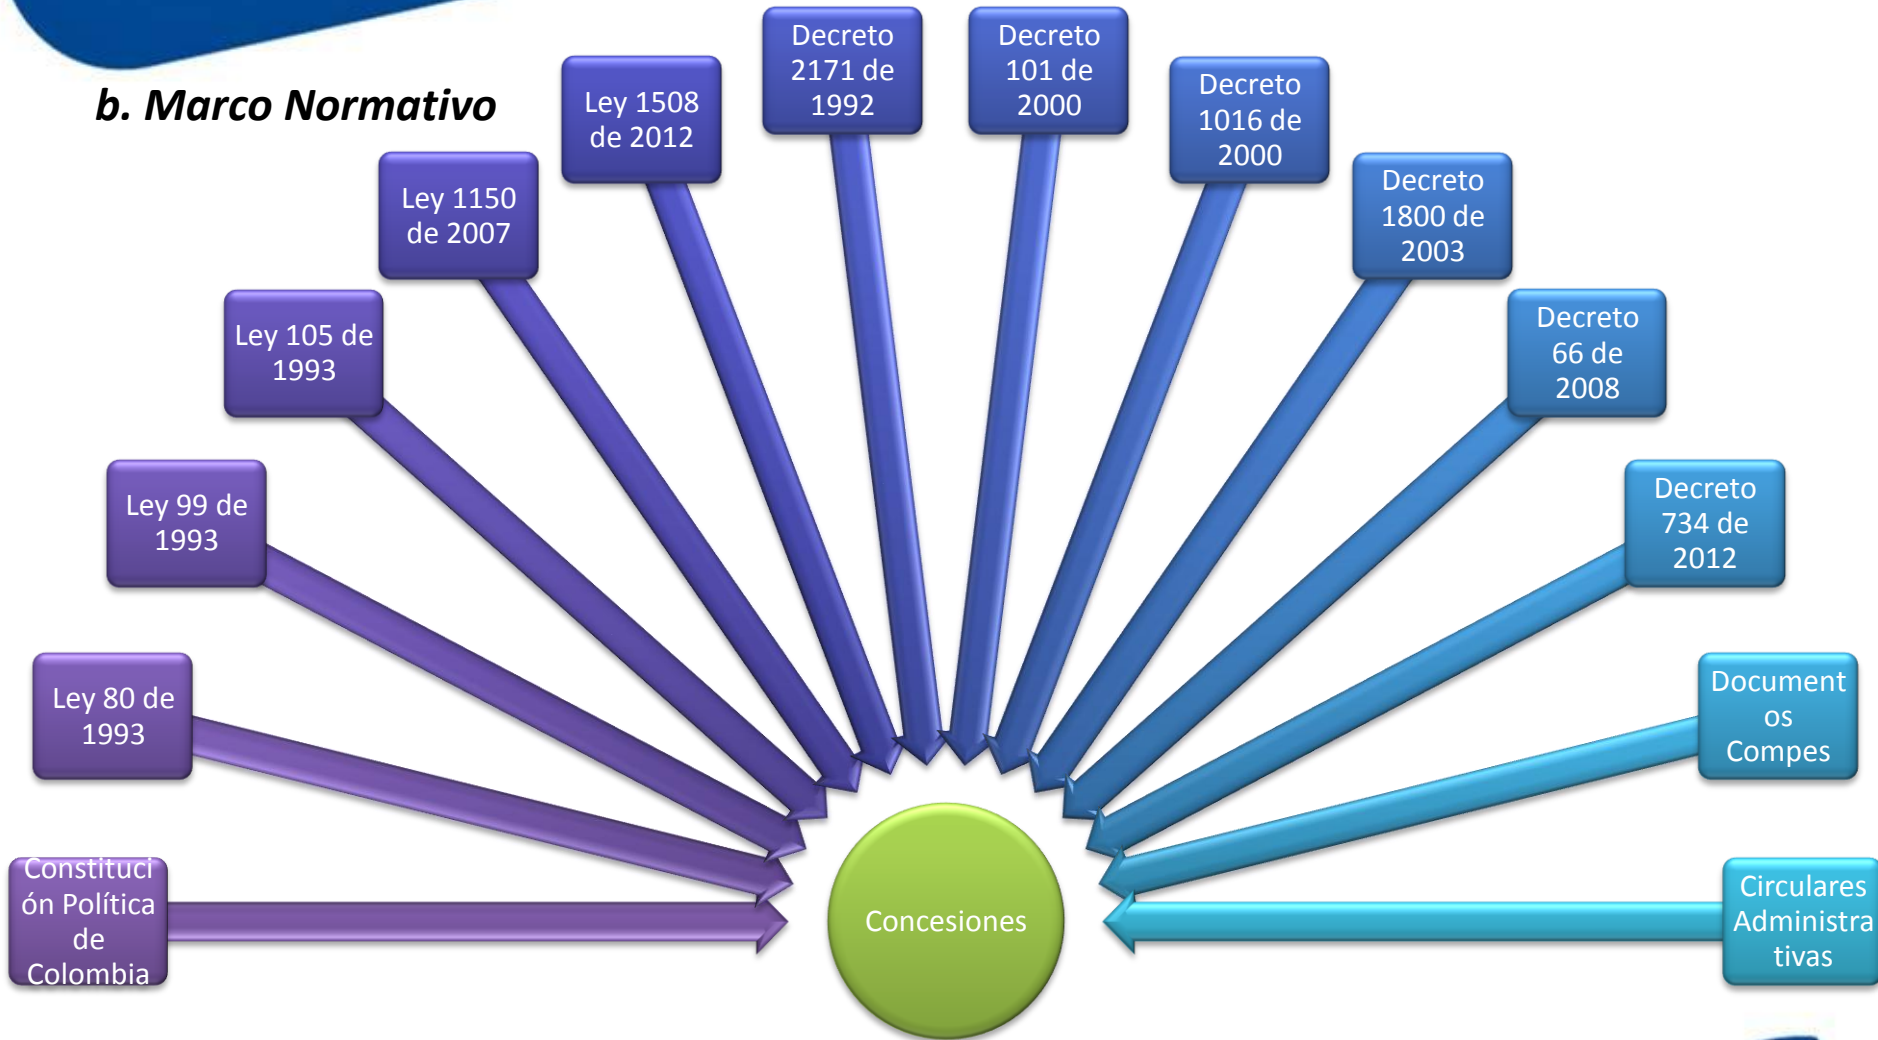 b. Marco Normativo
Constituci
ón Política
de
Colombia
Ley 80 de
1993
Ley 99 de
1993
Ley 105 de
1993
Ley 1150
de 2007
Ley 1508
de 2012
Decreto
2171 de
1992
Decreto
101 de
2000
Decreto
1016 de
2000
Decreto
1800 de
2003
Decreto
66 de
2008
Decreto
734 de
2012
Document
os
Compes
Circulares
Administra
tivas
Concesiones